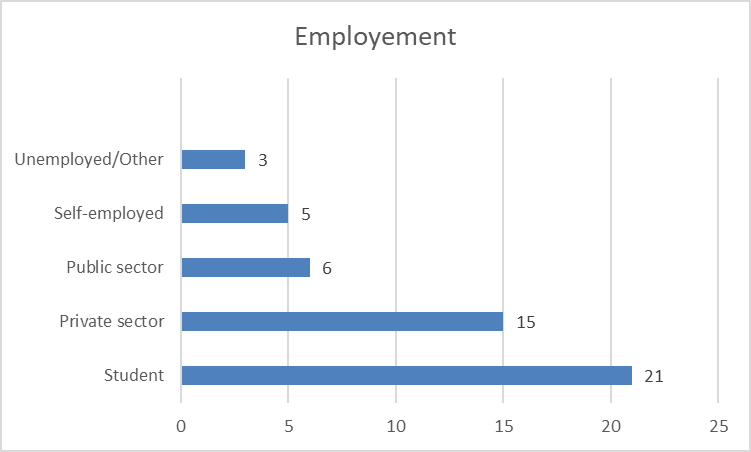 Employement
Unemployed/Other 3
Self-employed 5
Public sector 6
Private sector 15
Student 21
0 5 10 15 20 25